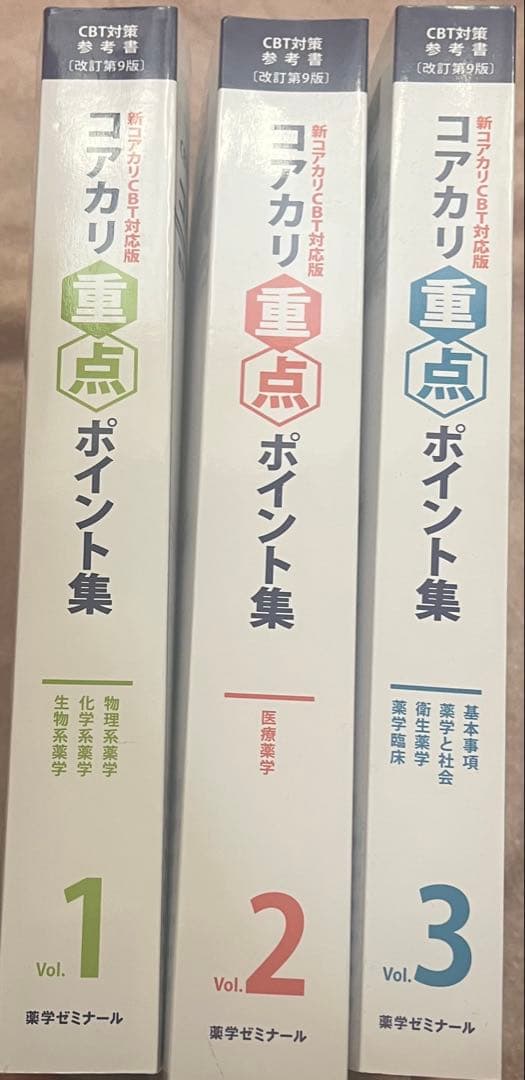 CBT対策
参考書
〔改訂第9版〕
新コアカリCBT対応版
コアカリ
重点
ポイント集
物理系薬学
化学系薬学
生物系薬学
Vol.1
薬学ゼミナール
CBT対策
参考書
〔改訂第9版〕
新コアカリCBT対応版
コアカリ
重点
ポイント集
医療薬学
Vol.2
薬学ゼミナール
CBT対策
参考書
〔改訂第9版〕
新コアカリCBT対応版
コアカリ
重点
ポイント集
基本事項
薬学と社会
衛生薬学
薬学臨床
Vol.3
薬学ゼミナール